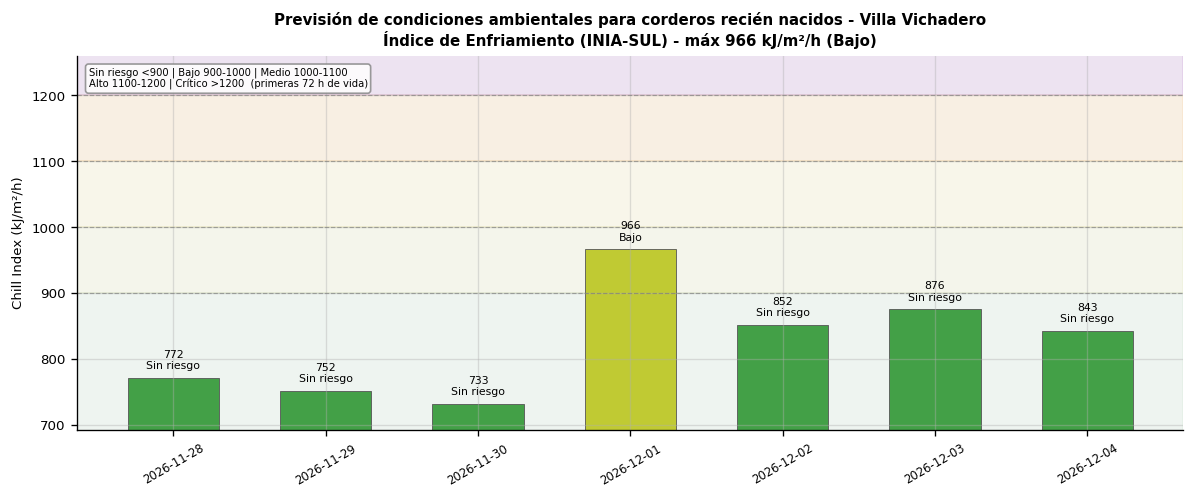 Previsión de condiciones ambientales para corderos recién nacidos - Villa Vichadero
Índice de Enfriamiento (INIA-SUL) - máx 966 kJ/m²/h (Bajo)
Sin riesgo <900 | Bajo 900-1000 | Medio 1000-1100
Alto 1100-1200 | Crítico >1200  (primeras 72 h de vida)
Chill Index (kJ/m²/h)
1200
1100
1000
900
800
700
772
Sin riesgo
752
Sin riesgo
733
Sin riesgo
966
Bajo
852
Sin riesgo
876
Sin riesgo
843
Sin riesgo
2026-11-28
2026-11-29
2026-11-30
2026-12-01
2026-12-02
2026-12-03
2026-12-04